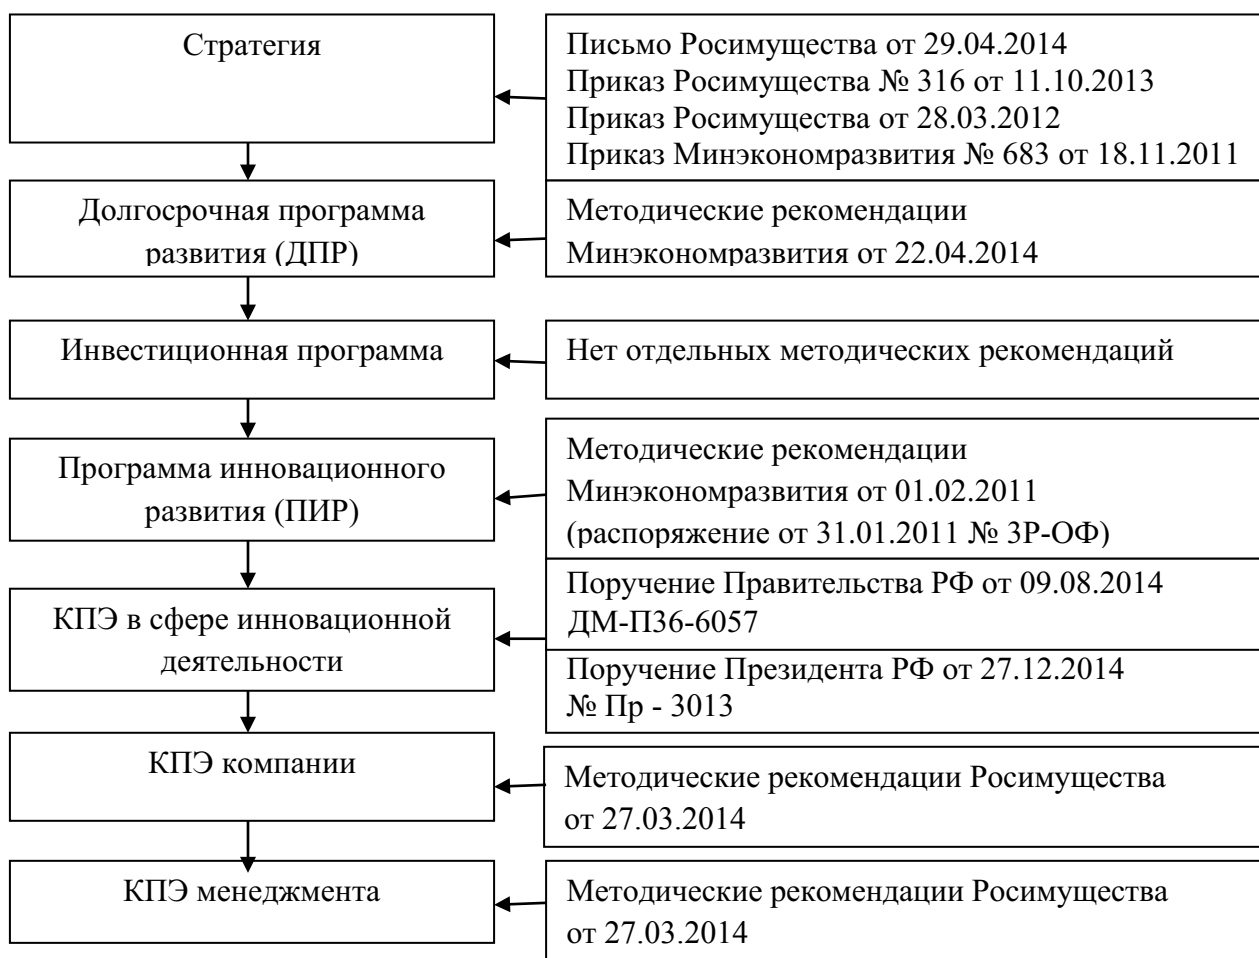 Стратегия
Письмо Росимущества от 29.04.2014
Приказ Росимущества № 316 от 11.10.2013
Приказ Росимущества от 28.03.2012
Приказ Минэкономразвития № 683 от 18.11.2011
Долгосрочная программа
развития (ДПР)
Методические рекомендации
Минэкономразвития от 22.04.2014
Инвестиционная программа
Нет отдельных методических рекомендаций
Программа инновационного
развития (ПИР)
Методические рекомендации
Минэкономразвития от 01.02.2011
(распоряжение от 31.01.2011 № 3Р-ОФ)
КПЭ в сфере инновационной
деятельности
Поручение Правительства РФ от 09.08.2014
ДМ-П36-6057
Поручение Президента РФ от 27.12.2014
№ Пр - 3013
КПЭ компании
Методические рекомендации Росимущества
от 27.03.2014
КПЭ менеджмента
Методические рекомендации Росимущества
от 27.03.2014